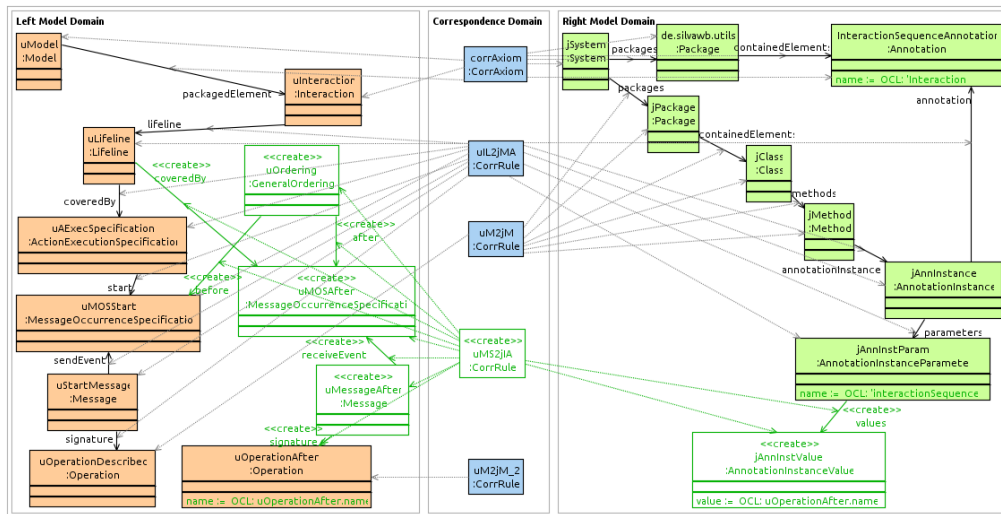 Left Model Domain
uModel
:Model
packagedElement
uInteraction
:Interaction
lifeline
uLifeline
:Lifeline
<<create>>
coveredBy
<<create>>
uOrdering
:GeneralOrdering
coveredBy
<<create>>
after
uAExecSpecification
:ActionExecutionSpecification
start
<<create>>
before
<<create>>
uMOSAfter
:MessageOccurrenceSpecificati
uMOSStart
:MessageOccurrenceSpecificatio
sendEvent
<<create>>
receiveEvent
uStartMessage
:Message
<<create>>
uMessageAfter
:Message
signature
<<create>>
signature
uOperationDescribec
:Operation
uOperationAfter
:Operation
name := OCL: uOperationAfter.name
Correspondence Domain
corrAxiom
:CorrAxiom
uIL2jMA
:CorrRule
uM2jM
:CorrRule
<<create>>
uMS2jIA
:CorrRule
uM2jM_2
:CorrRule
Right Model Domain
jSystem
:System
packages
de.silvawb.utils
:Package
containedElements
InteractionSequenceAnnotation
:Annotation
name := OCL: 'Interaction
packages
annotation
jPackage
:Package
containedElements
jClass
:Class
methods
jMethod
:Method
annotationInstance
jAnnInstance
:AnnotationInstance
parameters
jAnnInstParam
:AnnotationInstanceParamete
name := OCL: 'interactionSequence
<<create>>
values
<<create>>
jAnnInstValue
:AnnotationInstanceValue
value := OCL: uOperationAfter.name